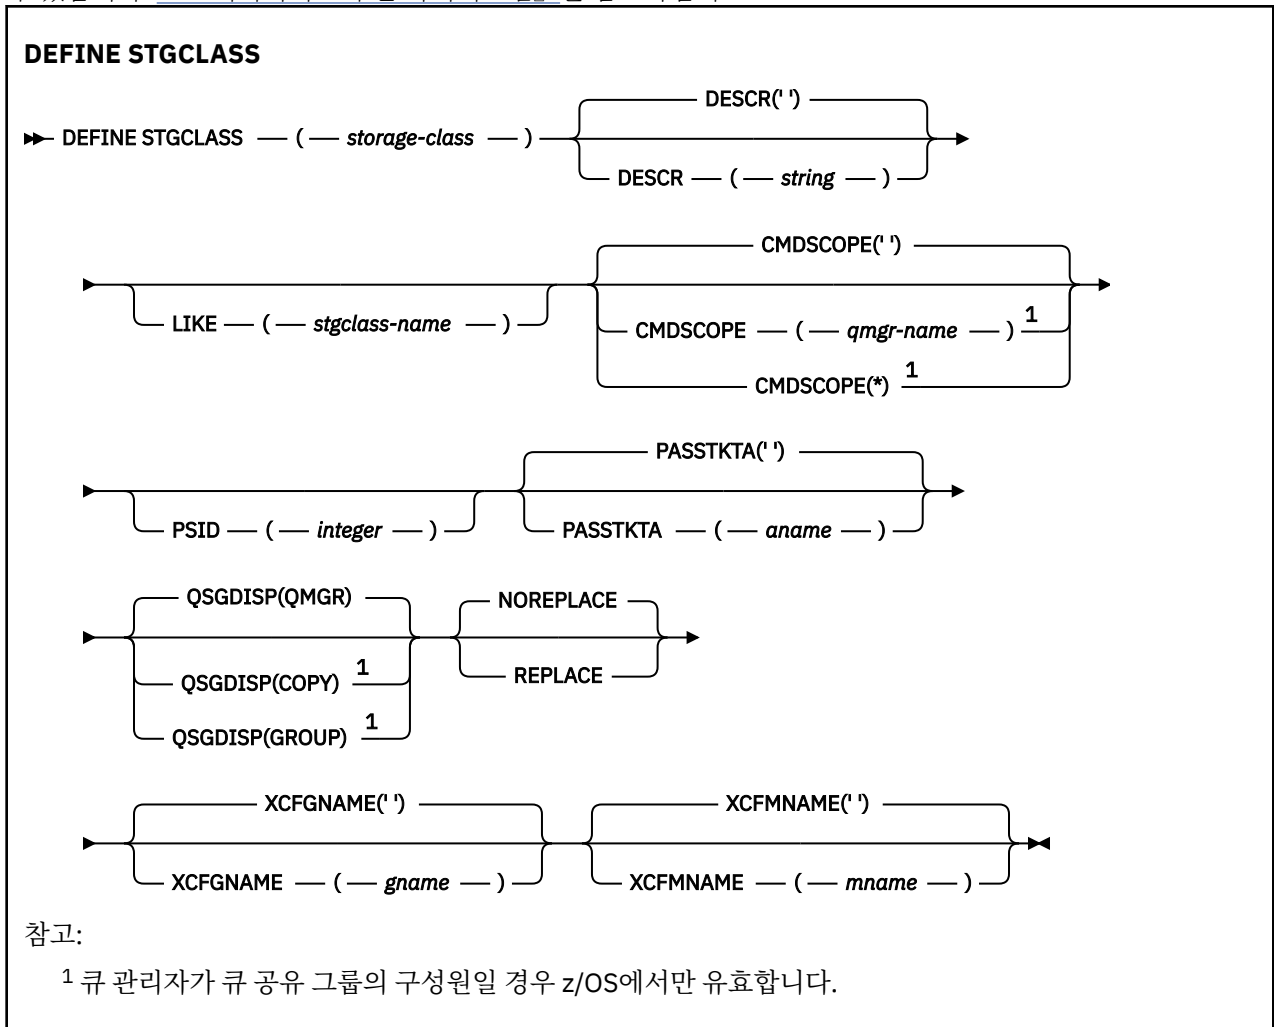 DEFINE STGCLASS
DESCR(' ')
DEFINE STGCLASS ( storage-class )
DESCR ( string )
CMDSCOPE(' ')
LIKE ( stgclass-name )
CMDSCOPE ( qmgr-name ) 1
CMDSCOPE(*) 1
PASSTKTA(' ')
PSID ( integer )
PASSTKTA ( aname )
QSGDISP(QMGR)
NOREPLACE
QSGDISP(COPY) 1
REPLACE
QSGDISP(GROUP) 1
XCFGNAME(' ')
XCFMNAME(' ')
XCFGNAME ( gname )
XCFMNAME ( mname )
참고:
1 큐 관리자가 큐 공유 그룹의 구성원일 경우 z/OS에서만 유효합니다.